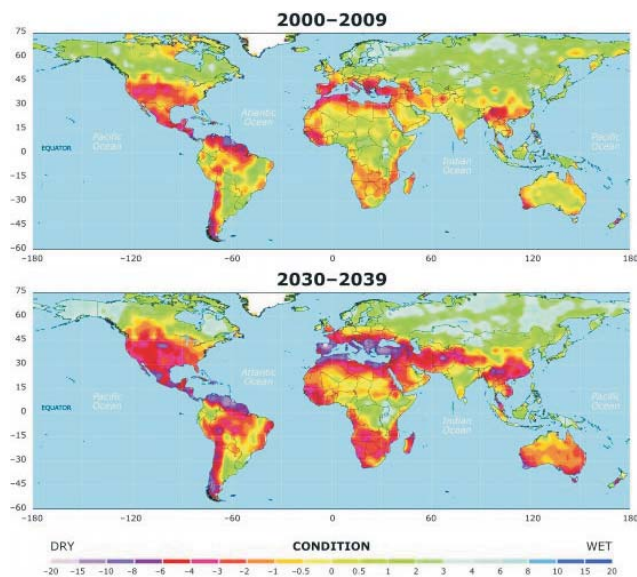 2000–2009
75
60
45
30
15
0
−15
−30
−45
−60
Atlantic
Ocean
Pacific
Ocean
EQUATOR
Indian
Ocean
Pacific
Ocean
−180 −120 −60 0 60 120 180
2030–2039
75
60
45
30
15
0
−15
−30
−45
−60
Atlantic
Ocean
Pacific
Ocean
EQUATOR
Indian
Ocean
Pacific
Ocean
−180 −120 −60 0 60 120 180
DRY CONDITION WET
−20 −15 −10 −8 −6 −4 −3 −2 −1 −0.5 0 0.5 1 2 3 4 6 8 10 15 20